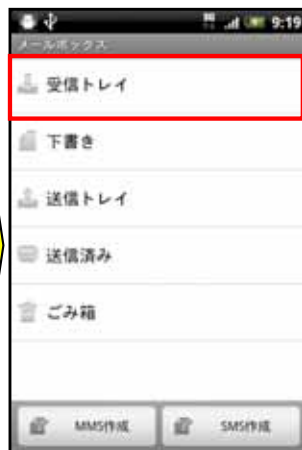 9:19
メールボックス
受信トレイ
下書き
送信トレイ
送信済み
ごみ箱
MMS作成
SMS作成